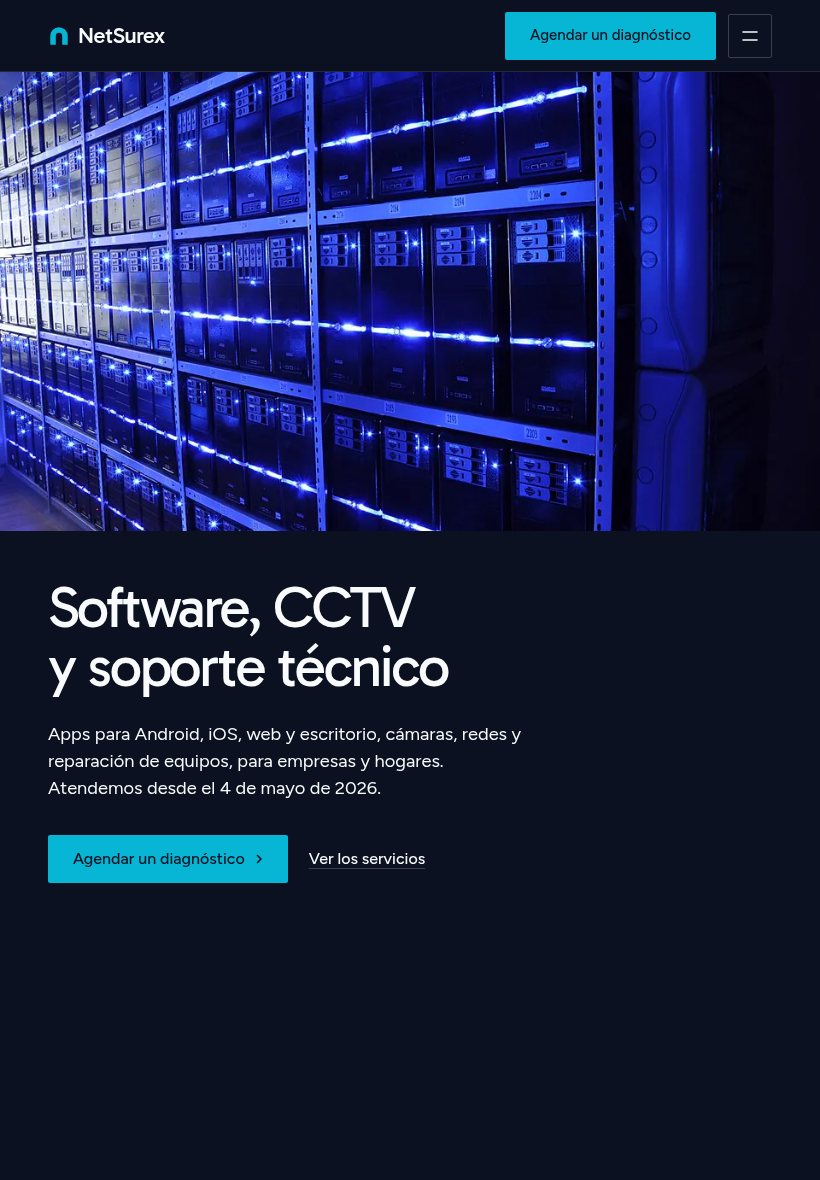 NetSurex
Agendar un diagnóstico
Software, CCTV
y soporte técnico
Apps para Android, iOS, web y escritorio, cámaras, redes y
reparación de equipos, para empresas y hogares.
Atendemos desde el 4 de mayo de 2026.
Agendar un diagnóstico
Ver los servicios